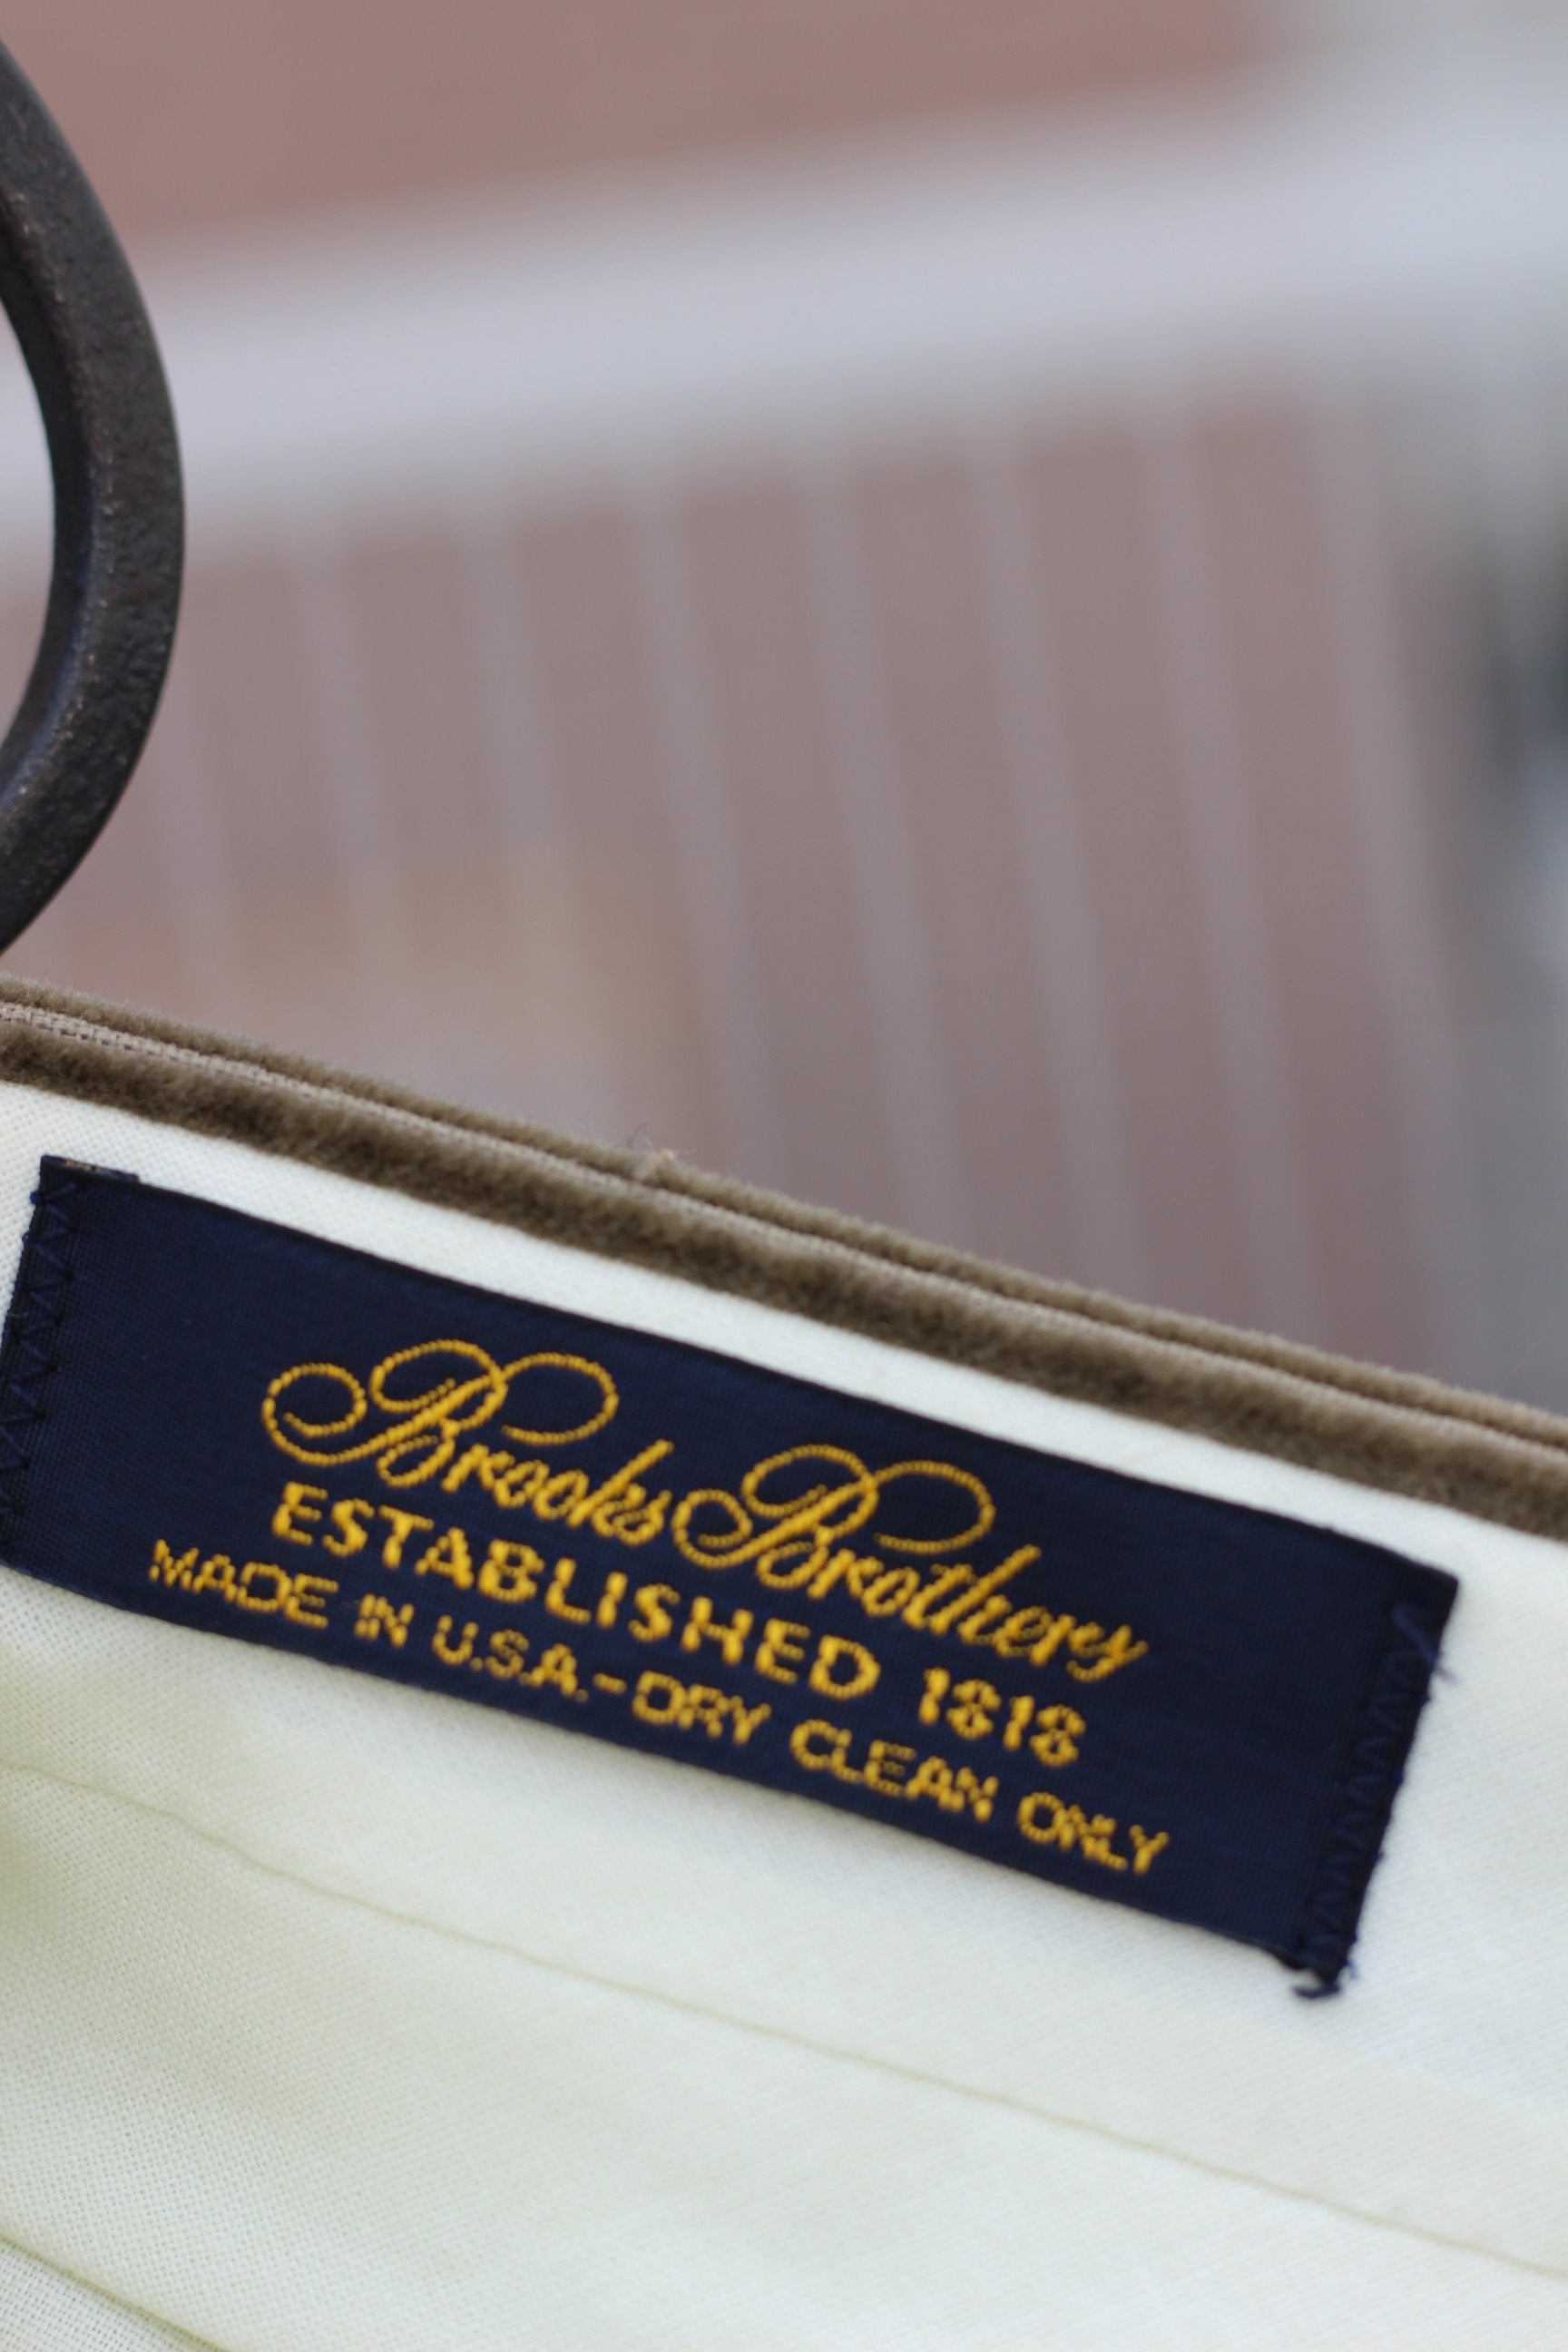 Brooks Brothers
ESTABLISHED 1818
MADE IN U.S.A.-DRY CLEAN ONLY